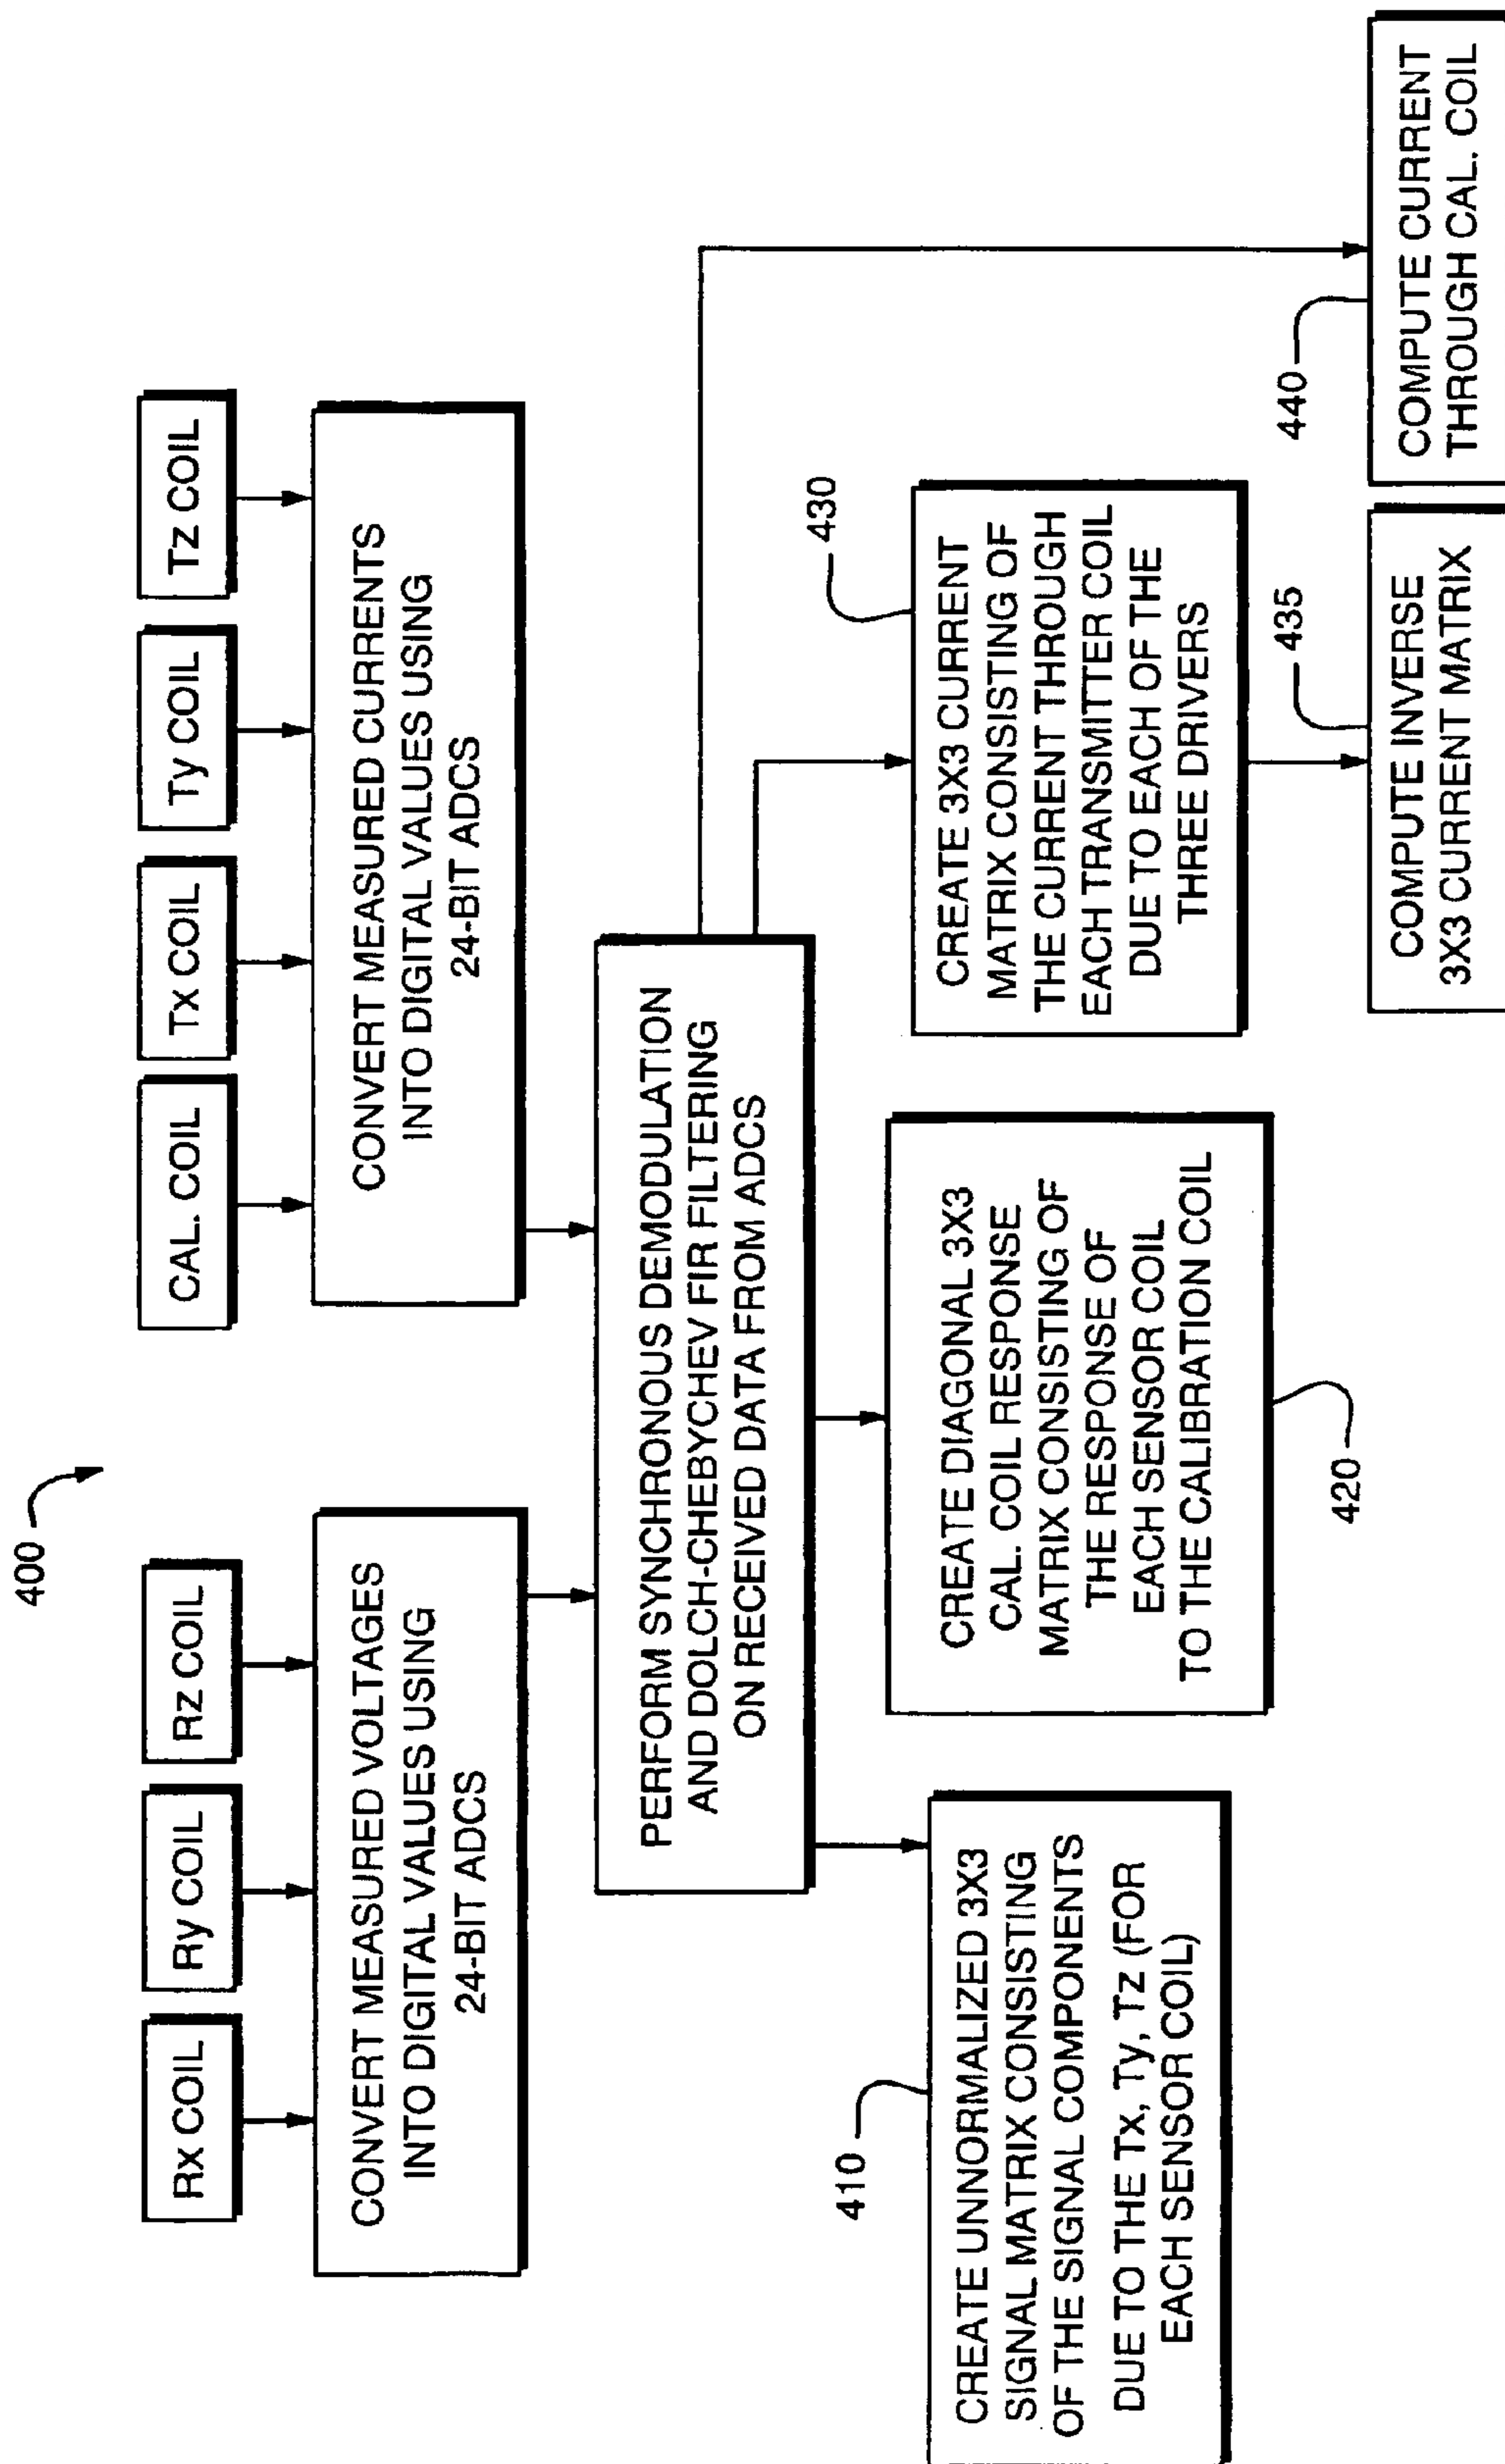 400
Rx COIL
Ry COIL
Rz COIL
CAL. COIL
Tx COIL
Ty COIL
Tz COIL
CONVERT MEASURED VOLTAGES
INTO DIGITAL VALUES USING
24-BIT ADCS
CONVERT MEASURED CURRENTS
INTO DIGITAL VALUES USING
24-BIT ADCS
PERFORM SYNCHRONOUS DEMODULATION
AND DOLCH-CHEBYCHEV FIR FILTERING
ON RECEIVED DATA FROM ADCS
410
CREATE UNNORMALIZED 3X3
SIGNAL MATRIX CONSISTING
OF THE SIGNAL COMPONENTS
DUE TO THE Tx, Ty, Tz (FOR
EACH SENSOR COIL)
CREATE DIAGONAL 3X3
CAL. COIL RESPONSE
MATRIX CONSISTING OF
THE RESPONSE OF
EACH SENSOR COIL
TO THE CALIBRATION COIL
420
430
CREATE 3X3 CURRENT
MATRIX CONSISTING OF
THE CURRENT THROUGH
EACH TRANSMITTER COIL
DUE TO EACH OF THE
THREE DRIVERS
435
COMPUTE INVERSE
3X3 CURRENT MATRIX
440
COMPUTE CURRENT
THROUGH CAL. COIL